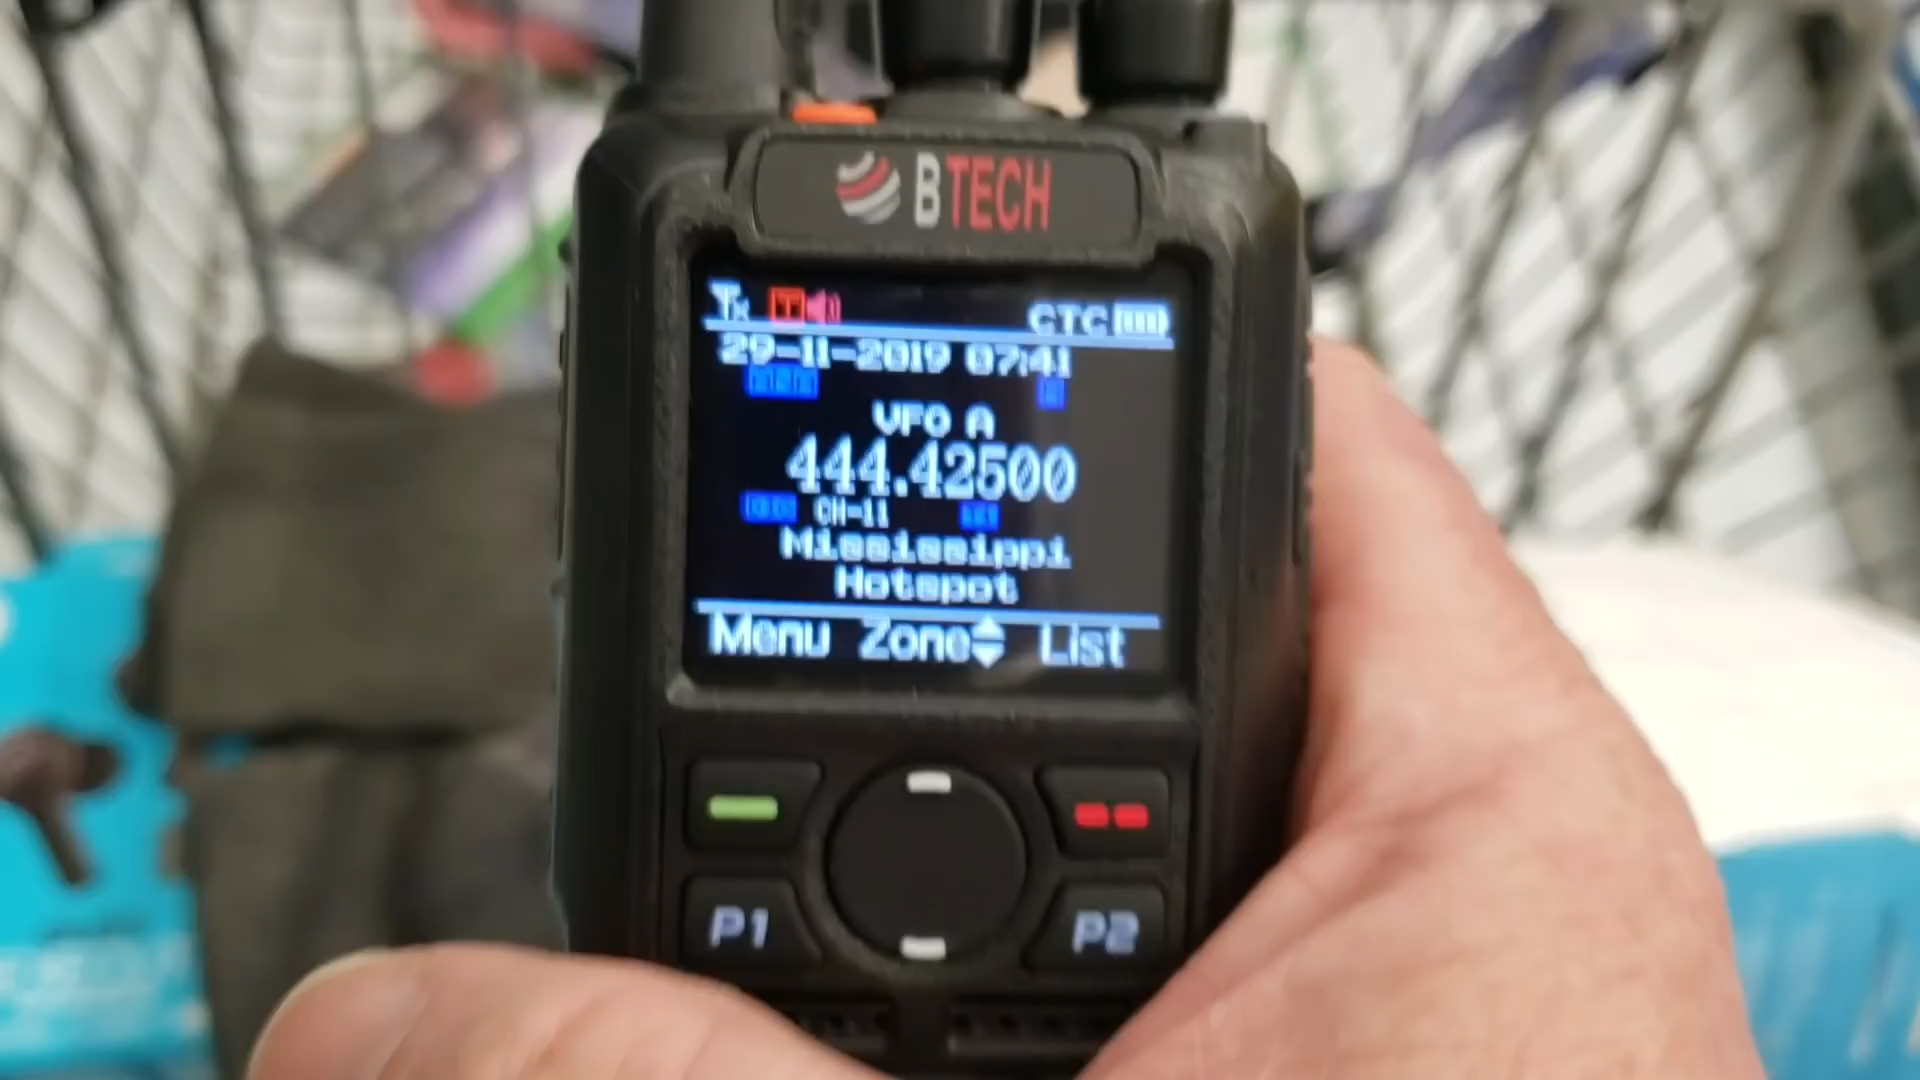 BTECH
Tx T CTC
29-11-2019 07:41
VFO A
444.42500
CH-11
Mississippi
Hotspot
Menu Zone List
P1 P2